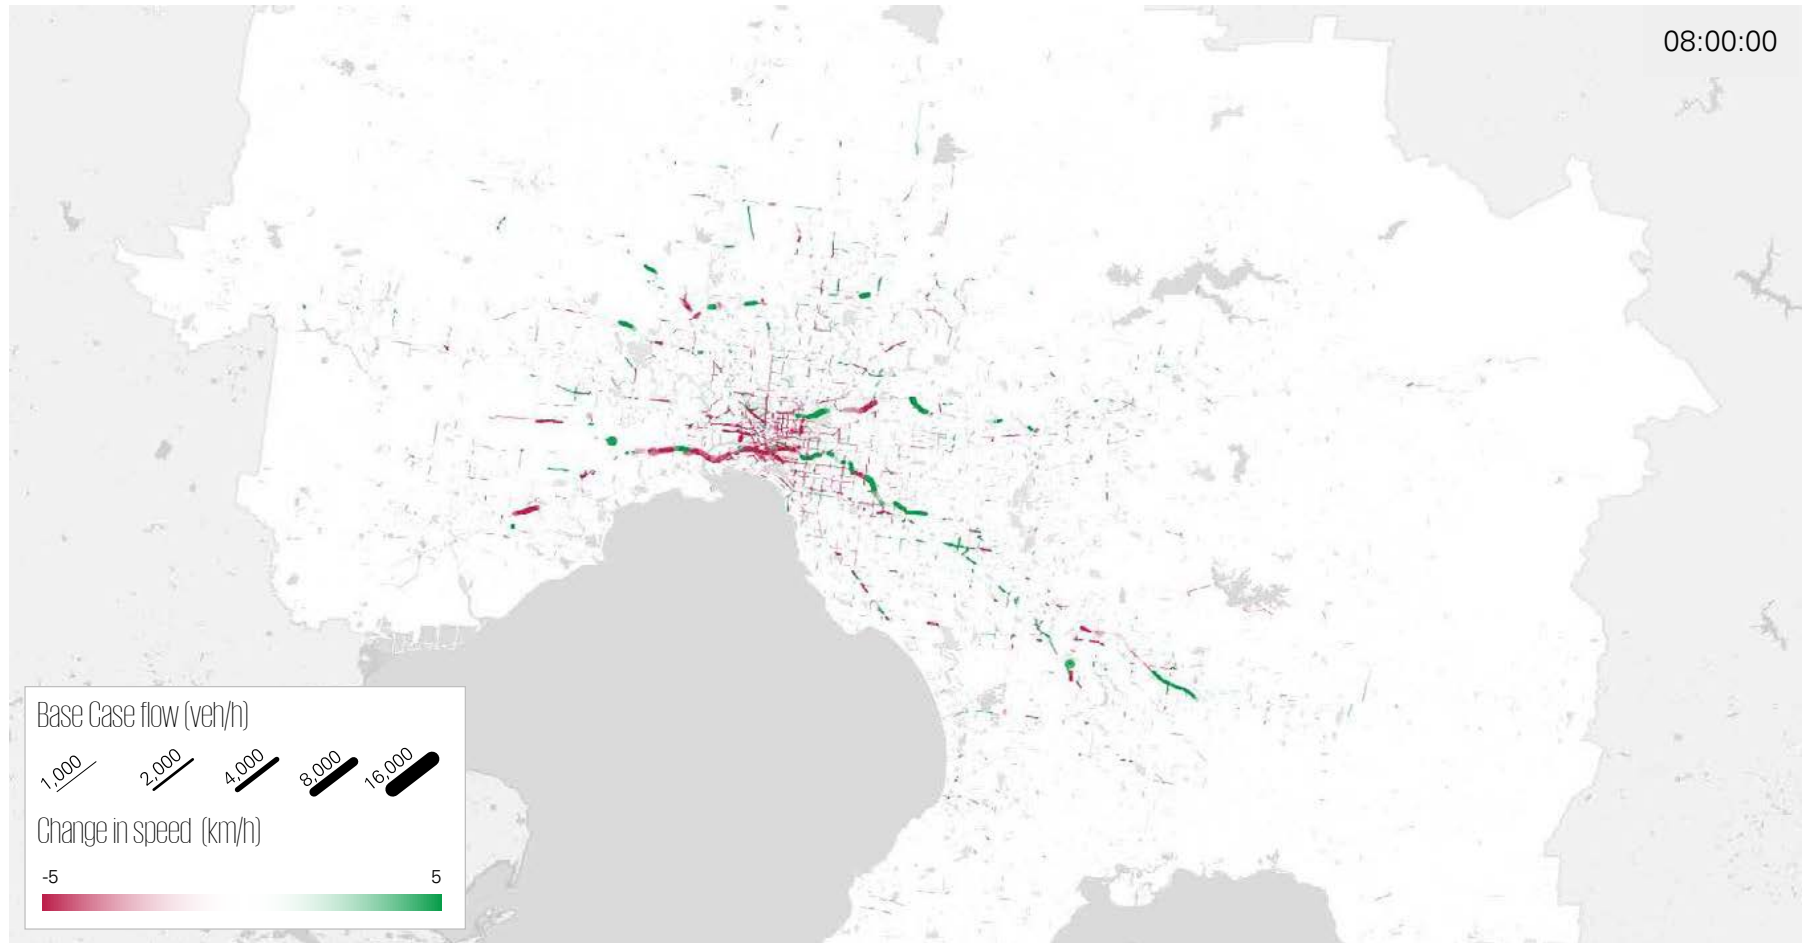 08:00:00
Base Case flow (veh/h)
1,000 2,000 4,000 8,000 16,000
Change in speed (km/h)
-5 5